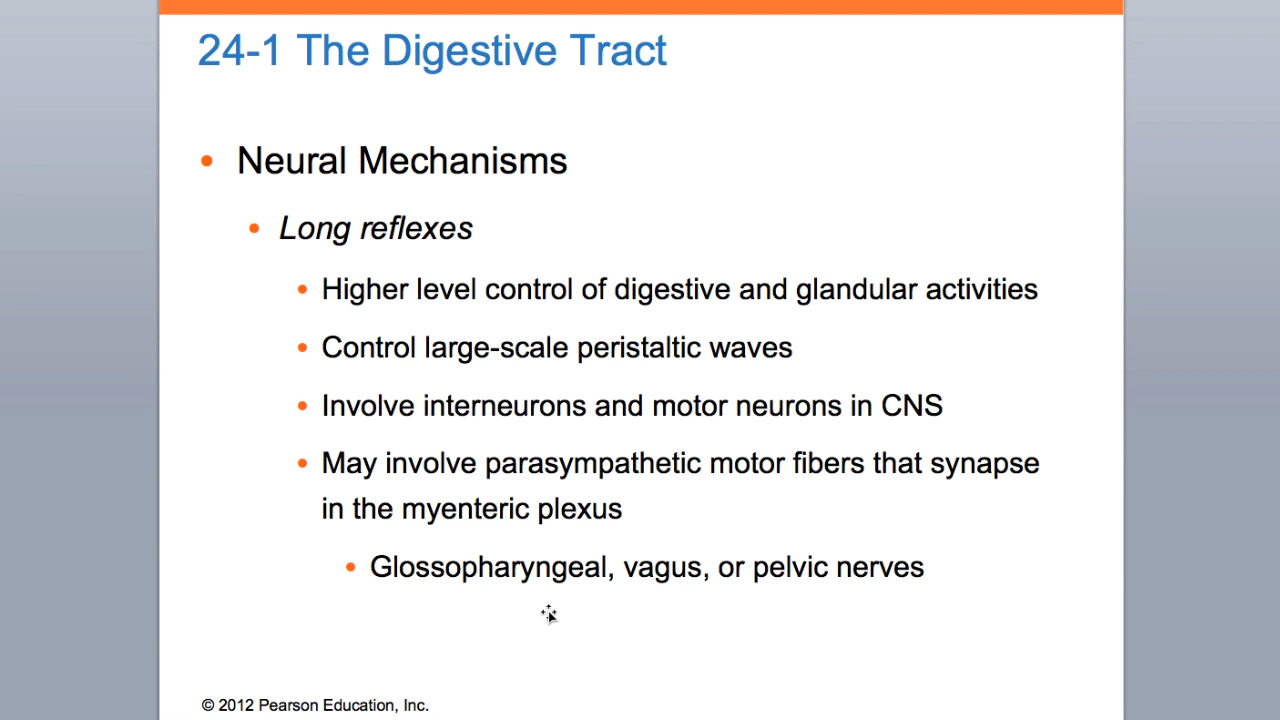 24-1 The Digestive Tract
• Neural Mechanisms
• Long reflexes
• Higher level control of digestive and glandular activities
• Control large-scale peristaltic waves
• Involve interneurons and motor neurons in CNS
• May involve parasympathetic motor fibers that synapse
in the myenteric plexus
• Glossopharyngeal, vagus, or pelvic nerves
© 2012 Pearson Education, Inc.